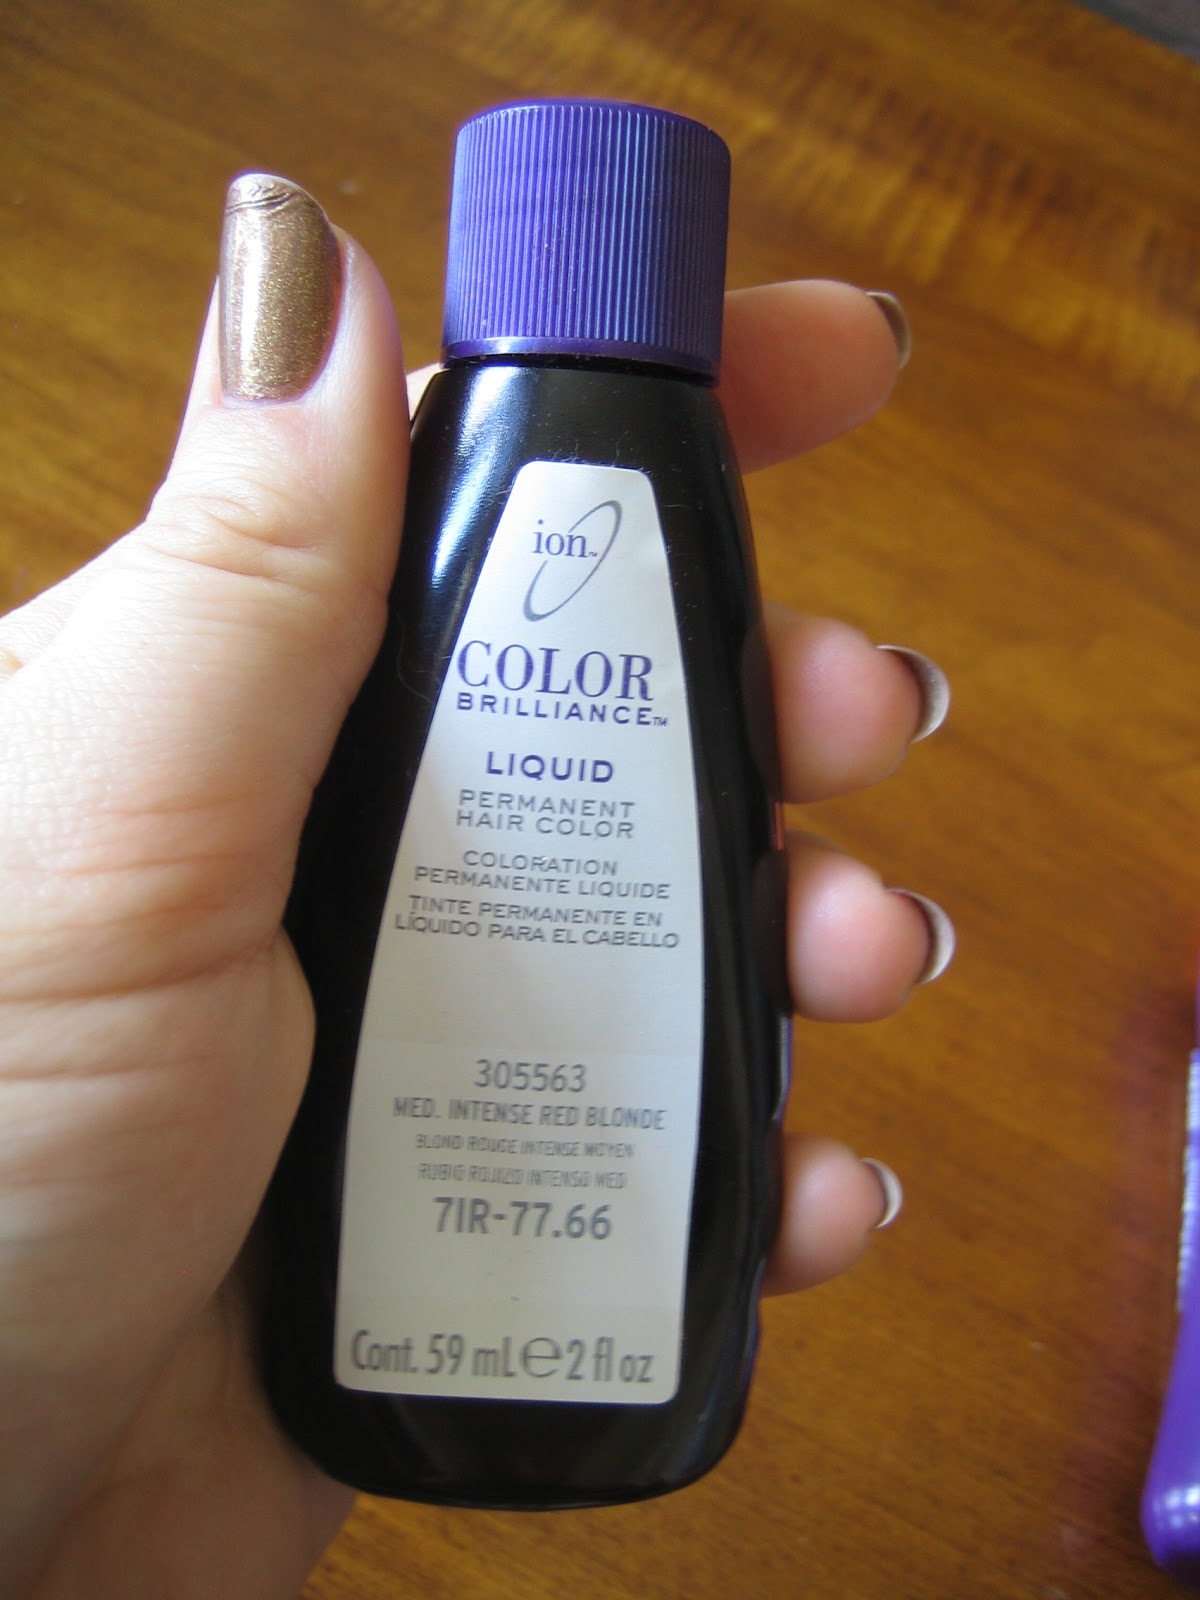 ion™
COLOR
BRILLIANCE™
LIQUID
PERMANENT
HAIR COLOR
COLORATION
PERMANENTE LIQUIDE
TINTE PERMANENTE EN
LÍQUIDO PARA EL CABELLO
305563
MED. INTENSE RED BLONDE
BLOND ROUGE INTENSE MOYEN
RUBIO ROJIZO INTENSO MED
7IR-77.66
Cont. 59 mL ℮ 2 fl oz